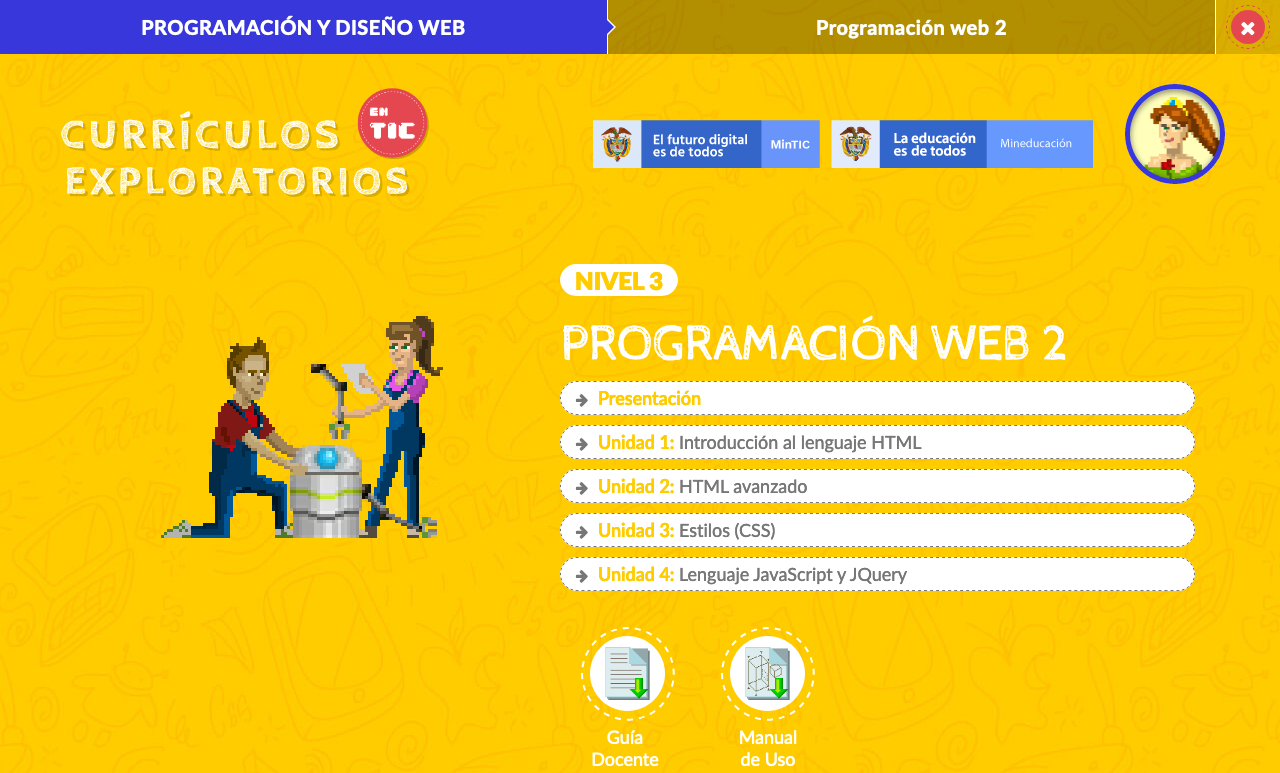 PROGRAMACIÓN Y DISEÑO WEB
Programación web 2
CURRÍCULOS
EXPLORATORIOS
EN
TIC
El futuro digital
es de todos
MinTIC
La educación
es de todos
Mineducación
NIVEL 3
PROGRAMACIÓN WEB 2
Presentación
Unidad 1: Introducción al lenguaje HTML
Unidad 2: HTML avanzado
Unidad 3: Estilos (CSS)
Unidad 4: Lenguaje JavaScript y JQuery
Guía
Docente
Manual
de Uso